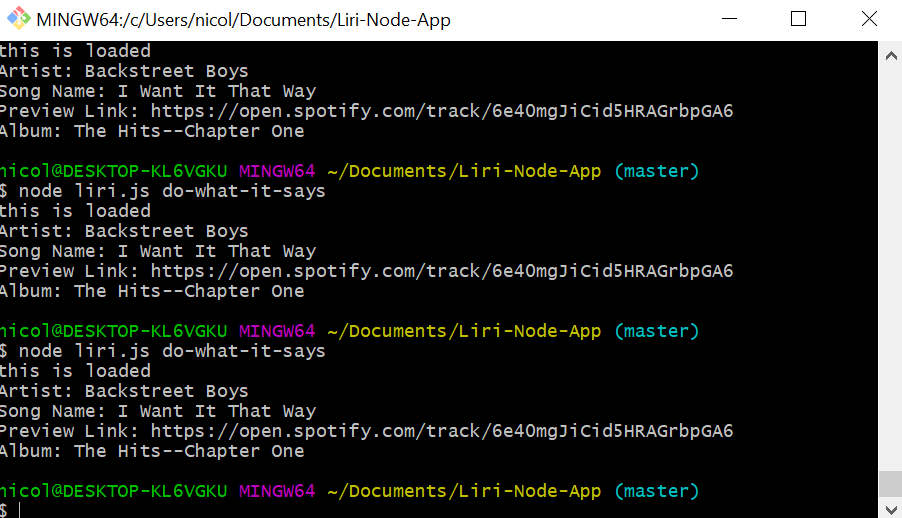 MINGW64:/c/Users/nicol/Documents/Liri-Node-App
this is loaded
Artist: Backstreet Boys
Song Name: I Want It That Way
Preview Link: https://open.spotify.com/track/6e40mgJiCid5HRAGrbpGA6
Album: The Hits--Chapter One
nicol@DESKTOP-KL6VGKU MINGW64 ~/Documents/Liri-Node-App (master)
$ node liri.js do-what-it-says
this is loaded
Artist: Backstreet Boys
Song Name: I Want It That Way
Preview Link: https://open.spotify.com/track/6e40mgJiCid5HRAGrbpGA6
Album: The Hits--Chapter One
nicol@DESKTOP-KL6VGKU MINGW64 ~/Documents/Liri-Node-App (master)
$ node liri.js do-what-it-says
this is loaded
Artist: Backstreet Boys
Song Name: I Want It That Way
Preview Link: https://open.spotify.com/track/6e40mgJiCid5HRAGrbpGA6
Album: The Hits--Chapter One
nicol@DESKTOP-KL6VGKU MINGW64 ~/Documents/Liri-Node-App (master)
$